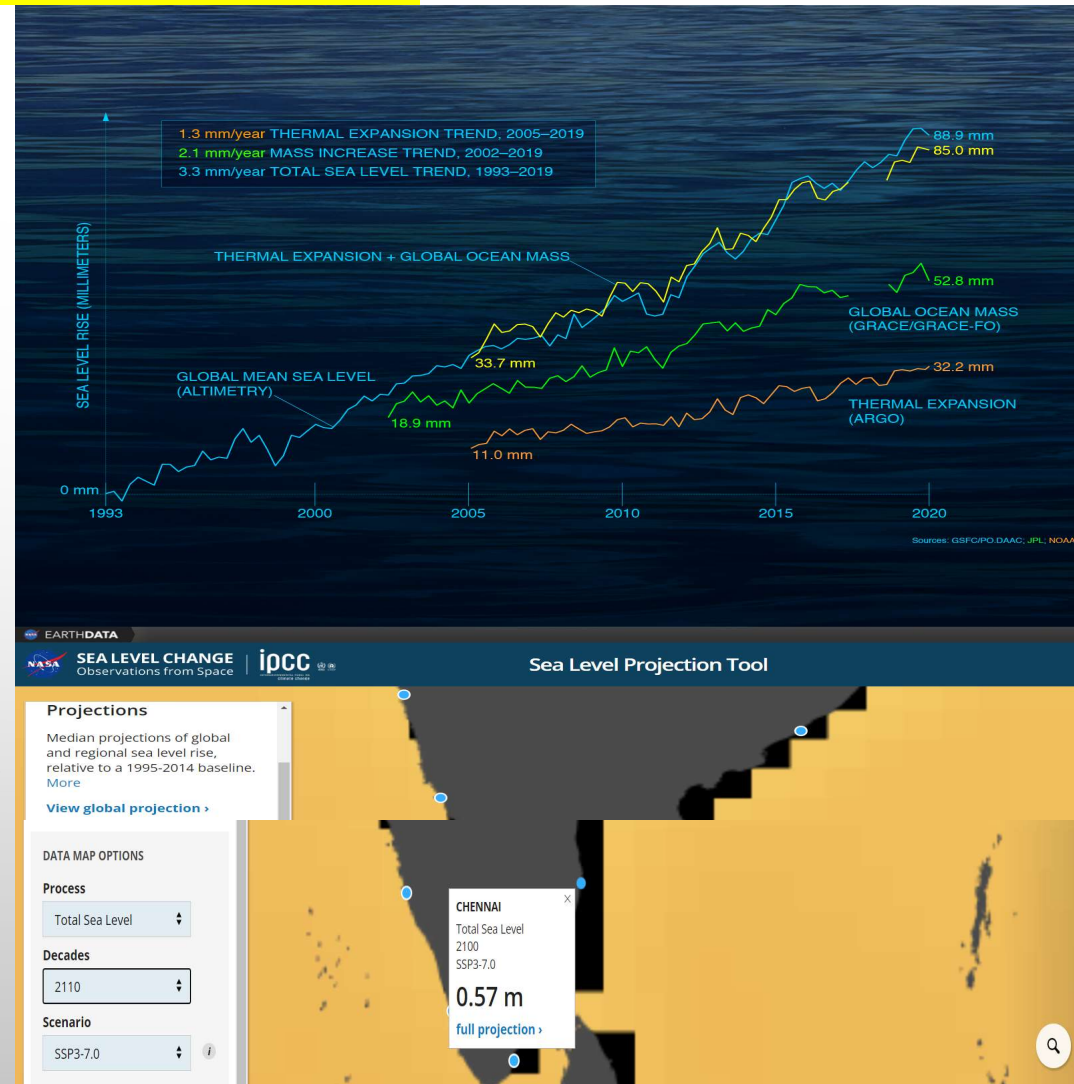 1.3 mm/year THERMAL EXPANSION TREND, 2005–2019
2.1 mm/year MASS INCREASE TREND, 2002–2019
3.3 mm/year TOTAL SEA LEVEL TREND, 1993–2019
88.9 mm
85.0 mm
SEA LEVEL RISE (MILLIMETERS)
THERMAL EXPANSION + GLOBAL OCEAN MASS
52.8 mm
GLOBAL OCEAN MASS
(GRACE/GRACE-FO)
33.7 mm
GLOBAL MEAN SEA LEVEL
(ALTIMETRY)
32.2 mm
THERMAL EXPANSION
(ARGO)
18.9 mm
11.0 mm
0 mm
1993 2000 2005 2010 2015 2020
Sources: GSFC/PO.DAAC; JPL; NOAA
EARTHDATA
NASA
SEA LEVEL CHANGE
Observations from Space
ipcc
Sea Level Projection Tool
Projections
Median projections of global
and regional sea level rise,
relative to a 1995-2014 baseline.
More
View global projection ›
DATA MAP OPTIONS
Process
Total Sea Level
Decades
2110
Scenario
SSP3-7.0
i
X
CHENNAI
Total Sea Level
2100
SSP3-7.0
0.57 m
full projection ›